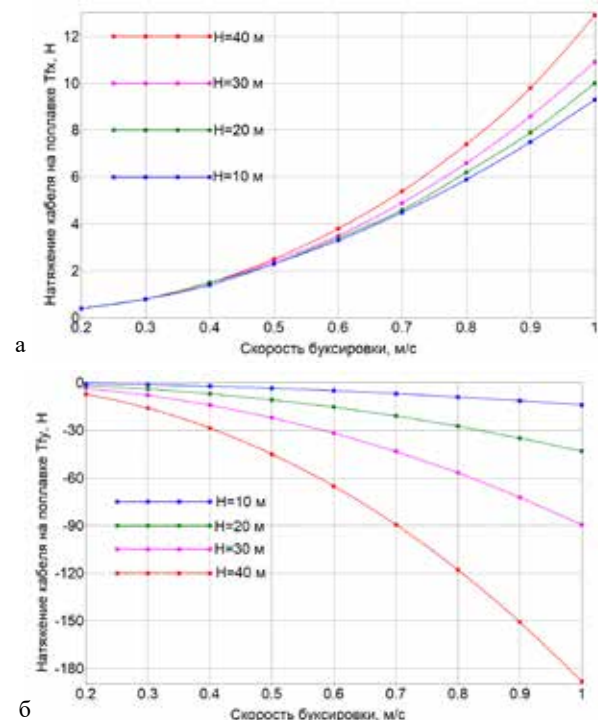 Натяжение кабеля на поплавке Tfx, Н
12
10
8
6
4
2
0
H=40 м
H=30 м
H=20 м
H=10 м
0.2 0.3 0.4 0.5 0.6 0.7 0.8 0.9 1
Скорость буксировки, м/с
а
Натяжение кабеля на поплавке Tfy, Н
0
-30
-60
-90
-120
-150
-180
H=10 м
H=20 м
H=30 м
H=40 м
0.2 0.3 0.4 0.5 0.6 0.7 0.8 0.9 1
Скорость буксировки, м/с
б